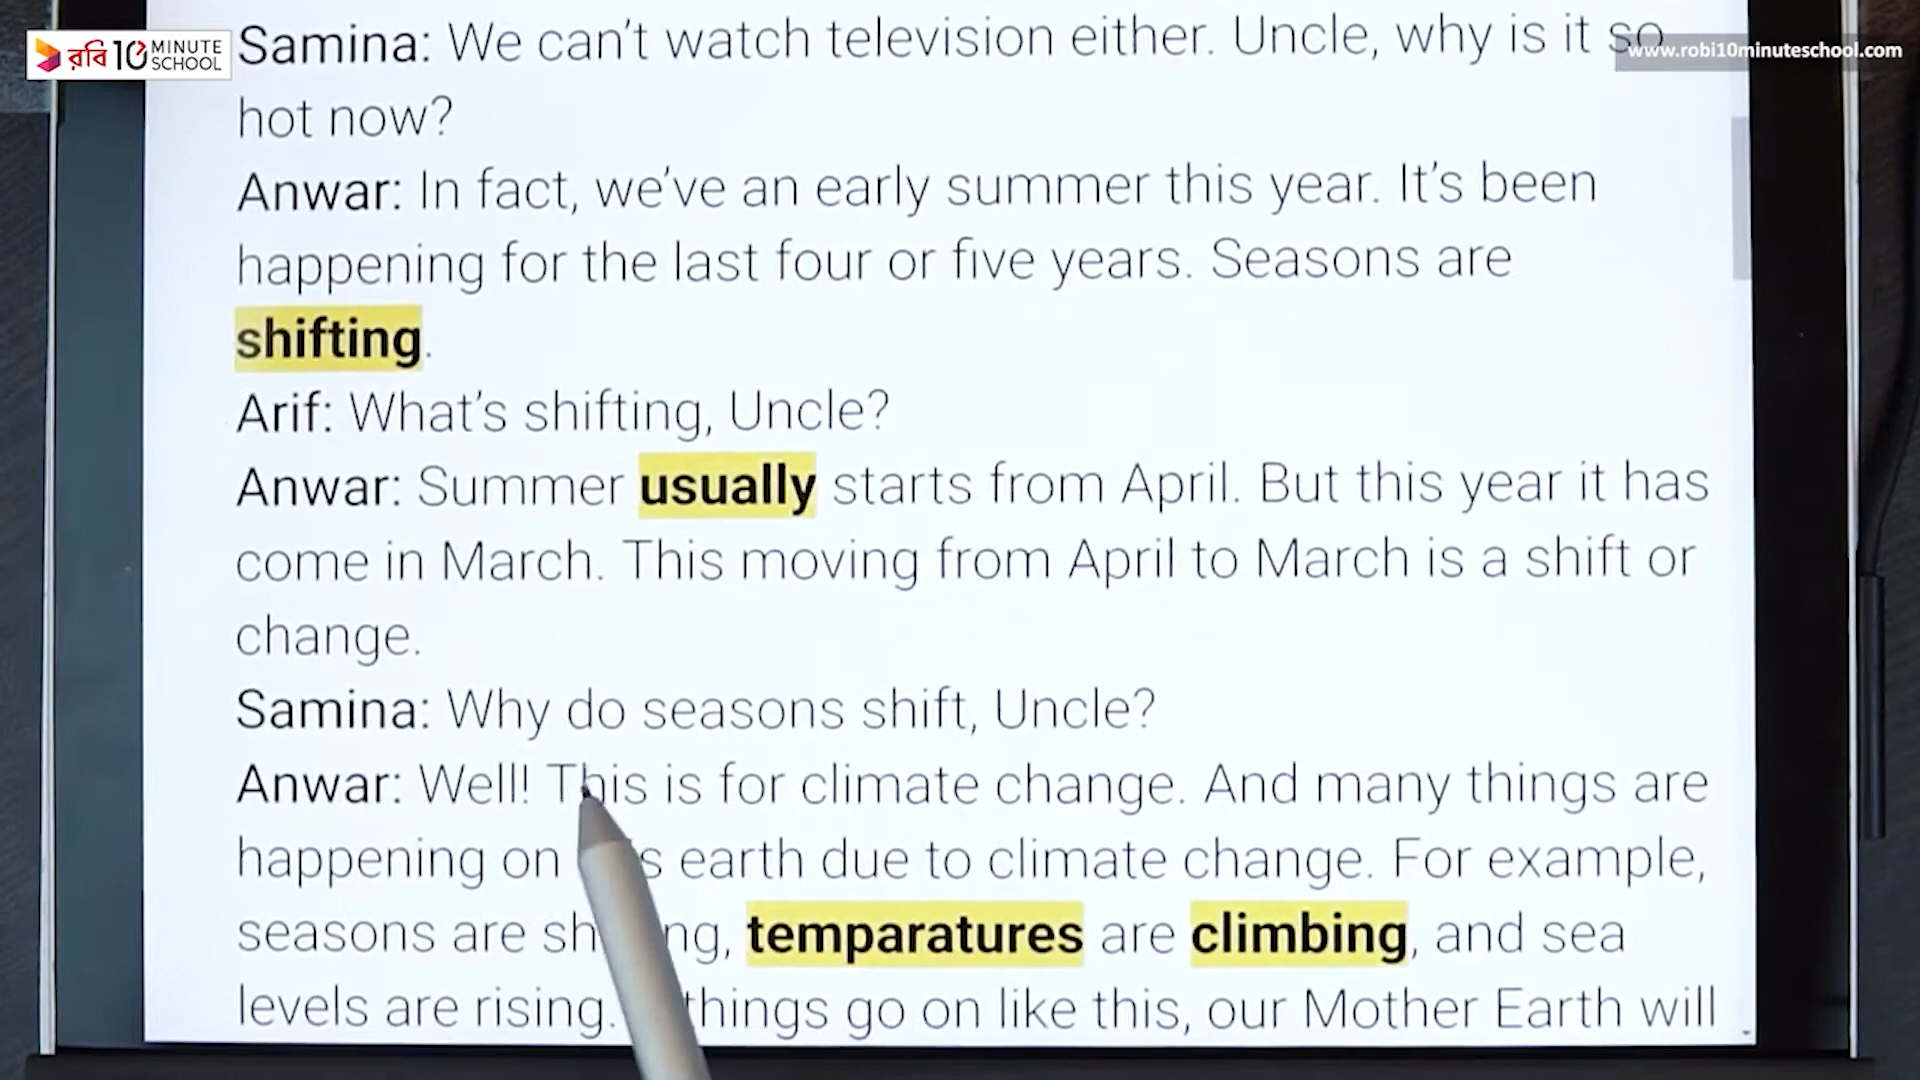 রবি 10 MINUTE SCHOOL
www.robi10minuteschool.com
Samina: We can't watch television either. Uncle, why is it so
hot now?
Anwar: In fact, we've an early summer this year. It's been
happening for the last four or five years. Seasons are
shifting.
Arif: What's shifting, Uncle?
Anwar: Summer usually starts from April. But this year it has
come in March. This moving from April to March is a shift or
change.
Samina: Why do seasons shift, Uncle?
Anwar: Well! This is for climate change. And many things are
happening on earth due to climate change. For example,
seasons are temparatures are climbing, and sea
levels are rising. things go on like this, our Mother Earth will